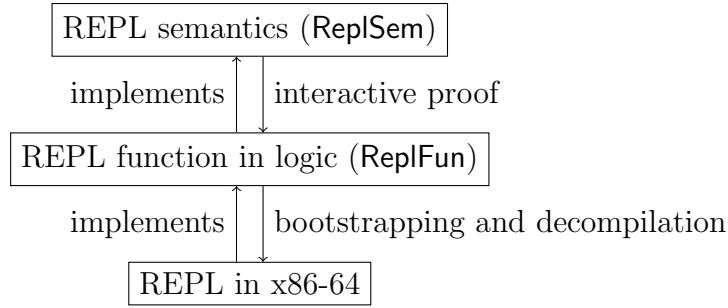 REPL semantics (ReplSem)
implements interactive proof
REPL function in logic (ReplFun)
implements bootstrapping and decompilation
REPL in x86-64